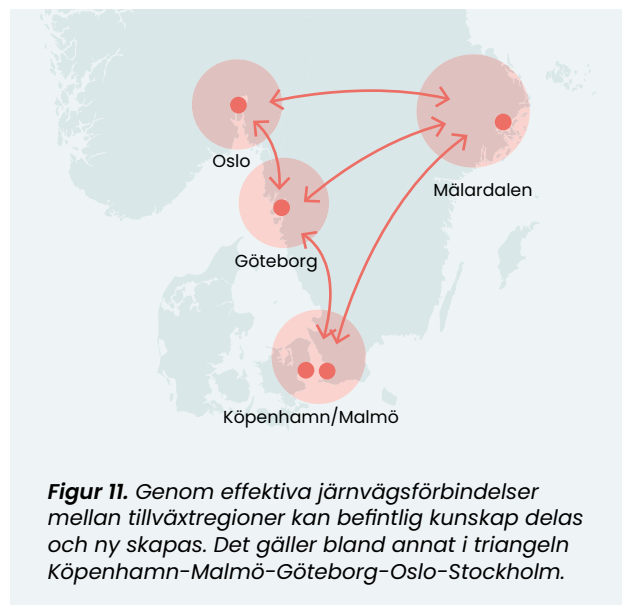 Oslo
Mälardalen
Göteborg
Köpenhamn/Malmö
Figur 11. Genom effektiva järnvägsförbindelser
mellan tillväxtregioner kan befintlig kunskap delas
och ny skapas. Det gäller bland annat i triangeln
Köpenhamn-Malmö-Göteborg-Oslo-Stockholm.